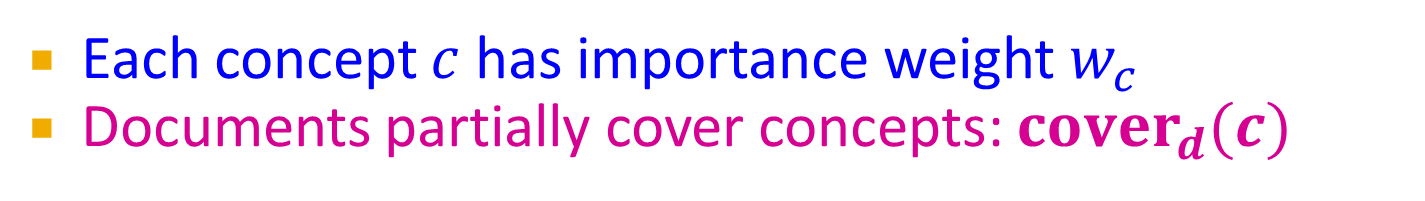 ▪ Each concept c has importance weight w_c
▪ Documents partially cover concepts: cover_d(c)